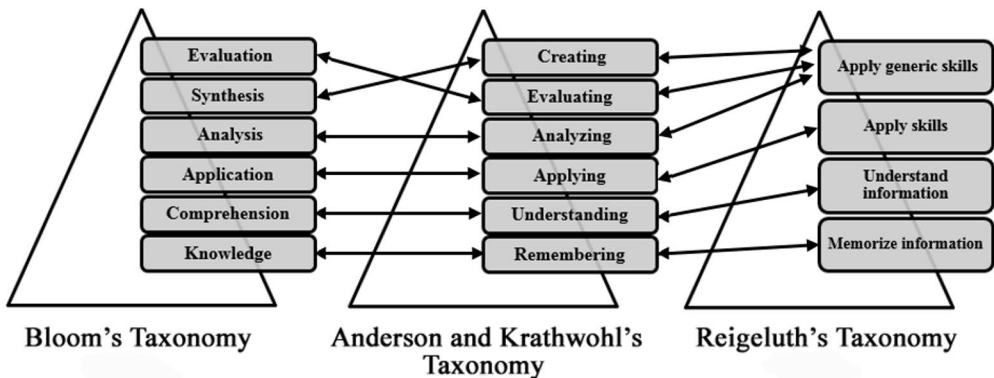 Evaluation
Synthesis
Analysis
Application
Comprehension
Knowledge
Bloom's Taxonomy
Creating
Evaluating
Analyzing
Applying
Understanding
Remembering
Anderson and Krathwohl's
Taxonomy
Apply generic skills
Apply skills
Understand
information
Memorize information
Reigeluth's Taxonomy